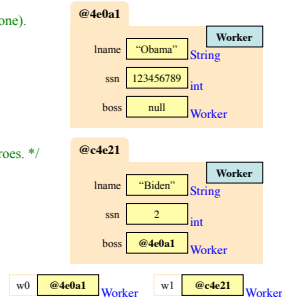 one).
@4e0a1
Worker
lname "Obama" String
ssn 123456789 int
boss null Worker
roes. */
@c4e21
Worker
lname "Biden" String
ssn 2 int
boss @4e0a1 Worker
w0 @4e0a1 Worker w1 @c4e21 Worker